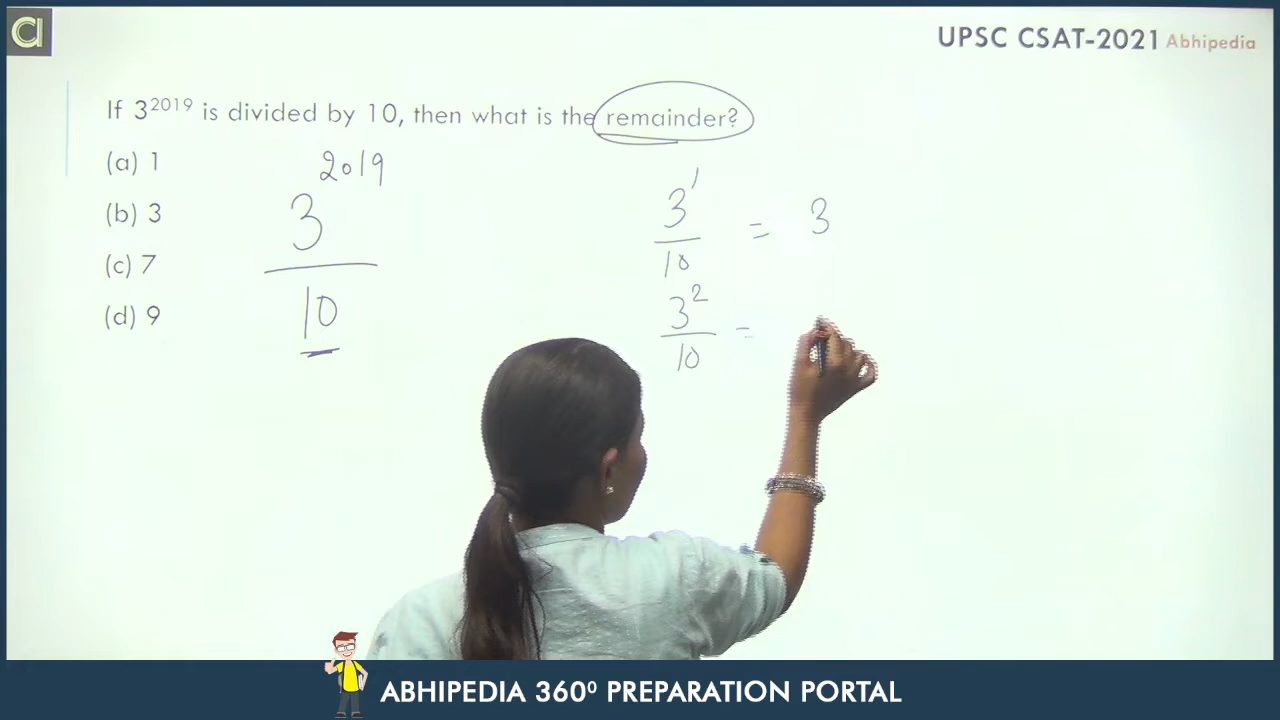 a
UPSC CSAT-2021 Abhipedia
If 3^2019 is divided by 10, then what is the remainder?
(a) 1
(b) 3
(c) 7
(d) 9
3^2019
10
3^1
10
= 3
3^2
10
=
ABHIPEDIA 360⁰ PREPARATION PORTAL